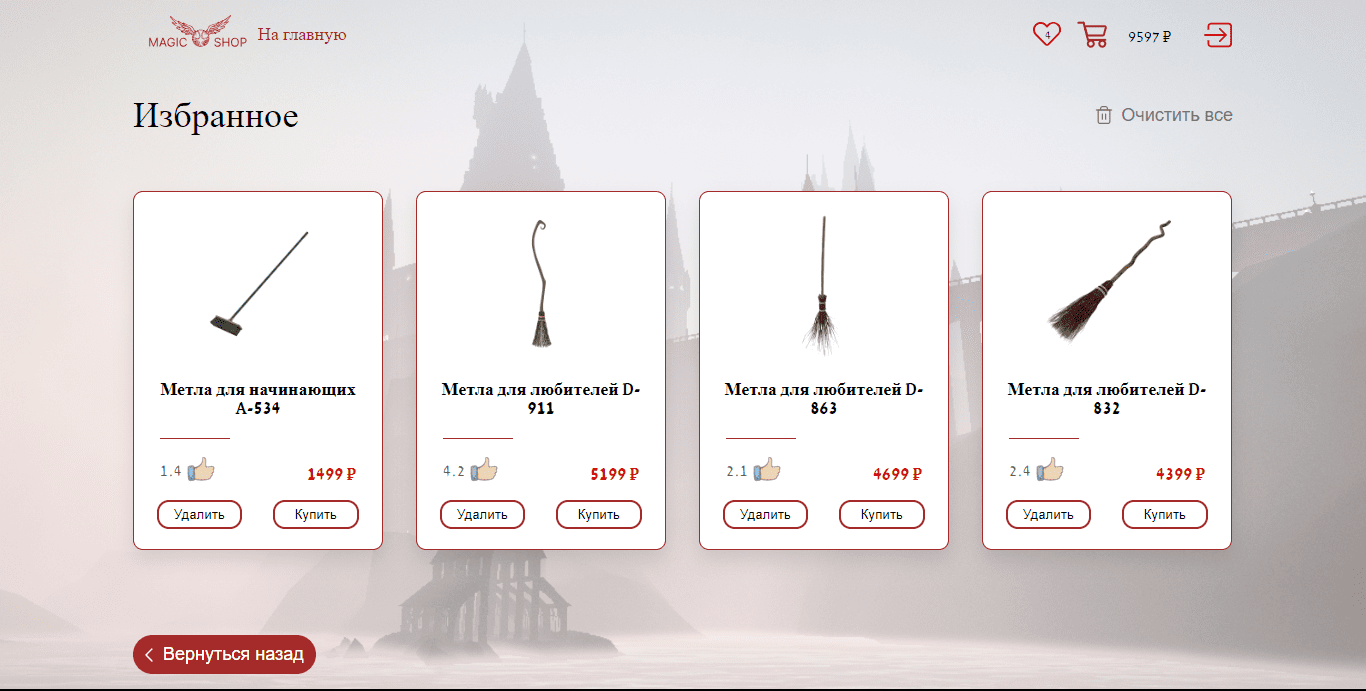 MAGIC SHOP На главную 4 9597 ₽
Избранное Очистить все
Метла для начинающих
A-534
1.4 1499 ₽
Удалить Купить
Метла для любителей D-
911
4.2 5199 ₽
Удалить Купить
Метла для любителей D-
863
2.1 4699 ₽
Удалить Купить
Метла для любителей D-
832
2.4 4399 ₽
Удалить Купить
Вернуться назад